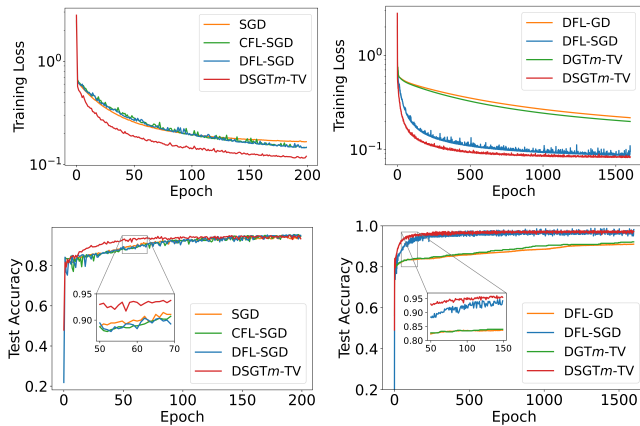 10⁰
10⁻¹
Training Loss
0
50
100
150
200
Epoch
SGD
CFL-SGD
DFL-SGD
DSGTm-TV
10⁰
10⁻¹
Training Loss
0
500
1000
1500
Epoch
DFL-GD
DFL-SGD
DGTm-TV
DSGTm-TV
0.8
0.6
0.4
0.2
Test Accuracy
0
50
100
150
200
Epoch
0.95
0.90
50
60
70
SGD
CFL-SGD
DFL-SGD
DSGTm-TV
1.0
0.8
0.6
0.4
0.2
Test Accuracy
0
500
1000
1500
Epoch
0.95
0.90
0.85
0.80
50
100
150
DFL-GD
DFL-SGD
DGTm-TV
DSGTm-TV